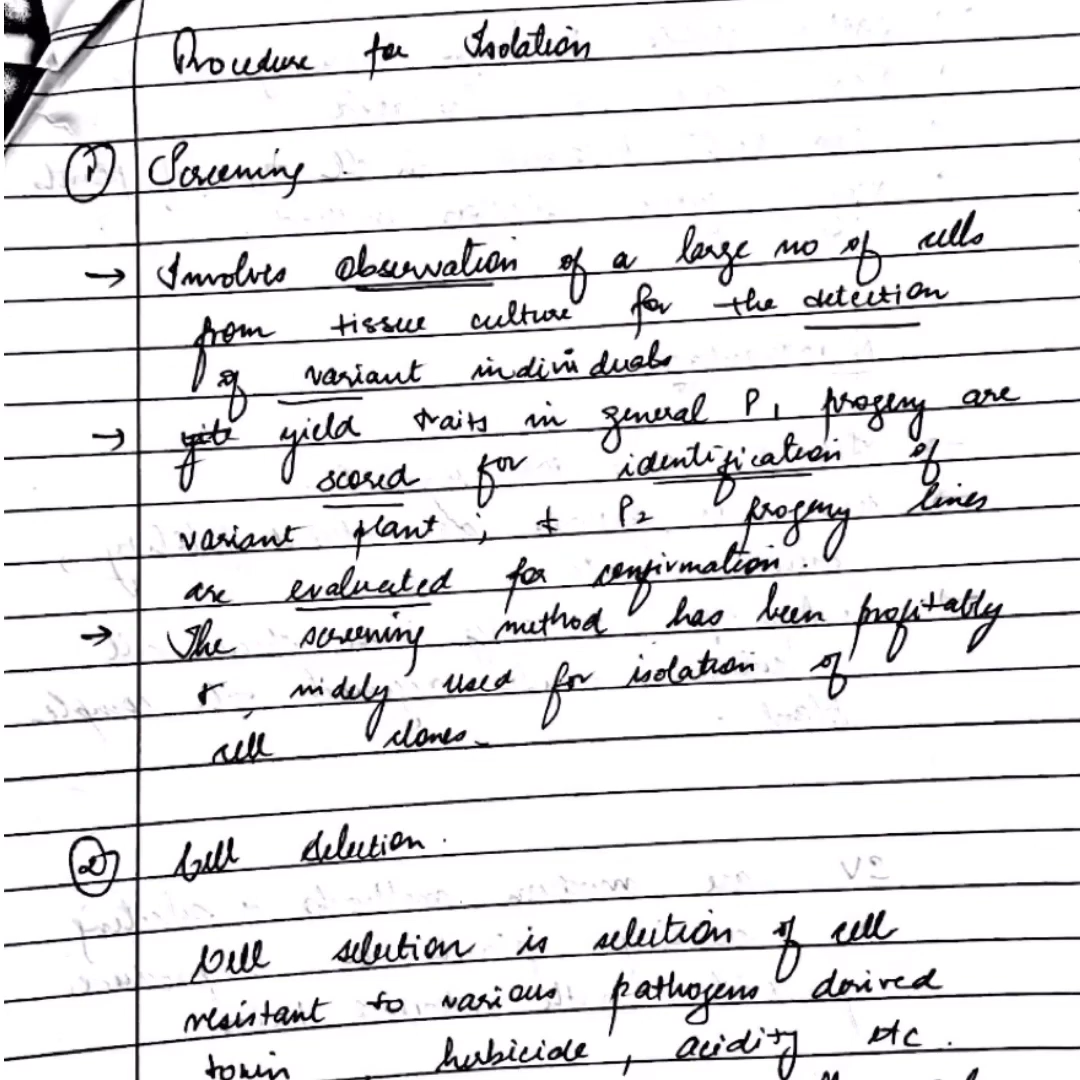 Procedure for Isolation
1 Screening
→ Involves observation of a large no of cells
from tissue culture for the detection
of variant individuals
→ yield traits in general P1 progeny are
scored for identification of
variant plant, & P2 progeny lines
are evaluated for confirmation.
→ The screening method has been profitably
& widely used for isolation of
cell clones
2 Cell Selection.
Cell selection is selection of cell
resistant to various pathogens derived
toxin herbicide, acidity etc.